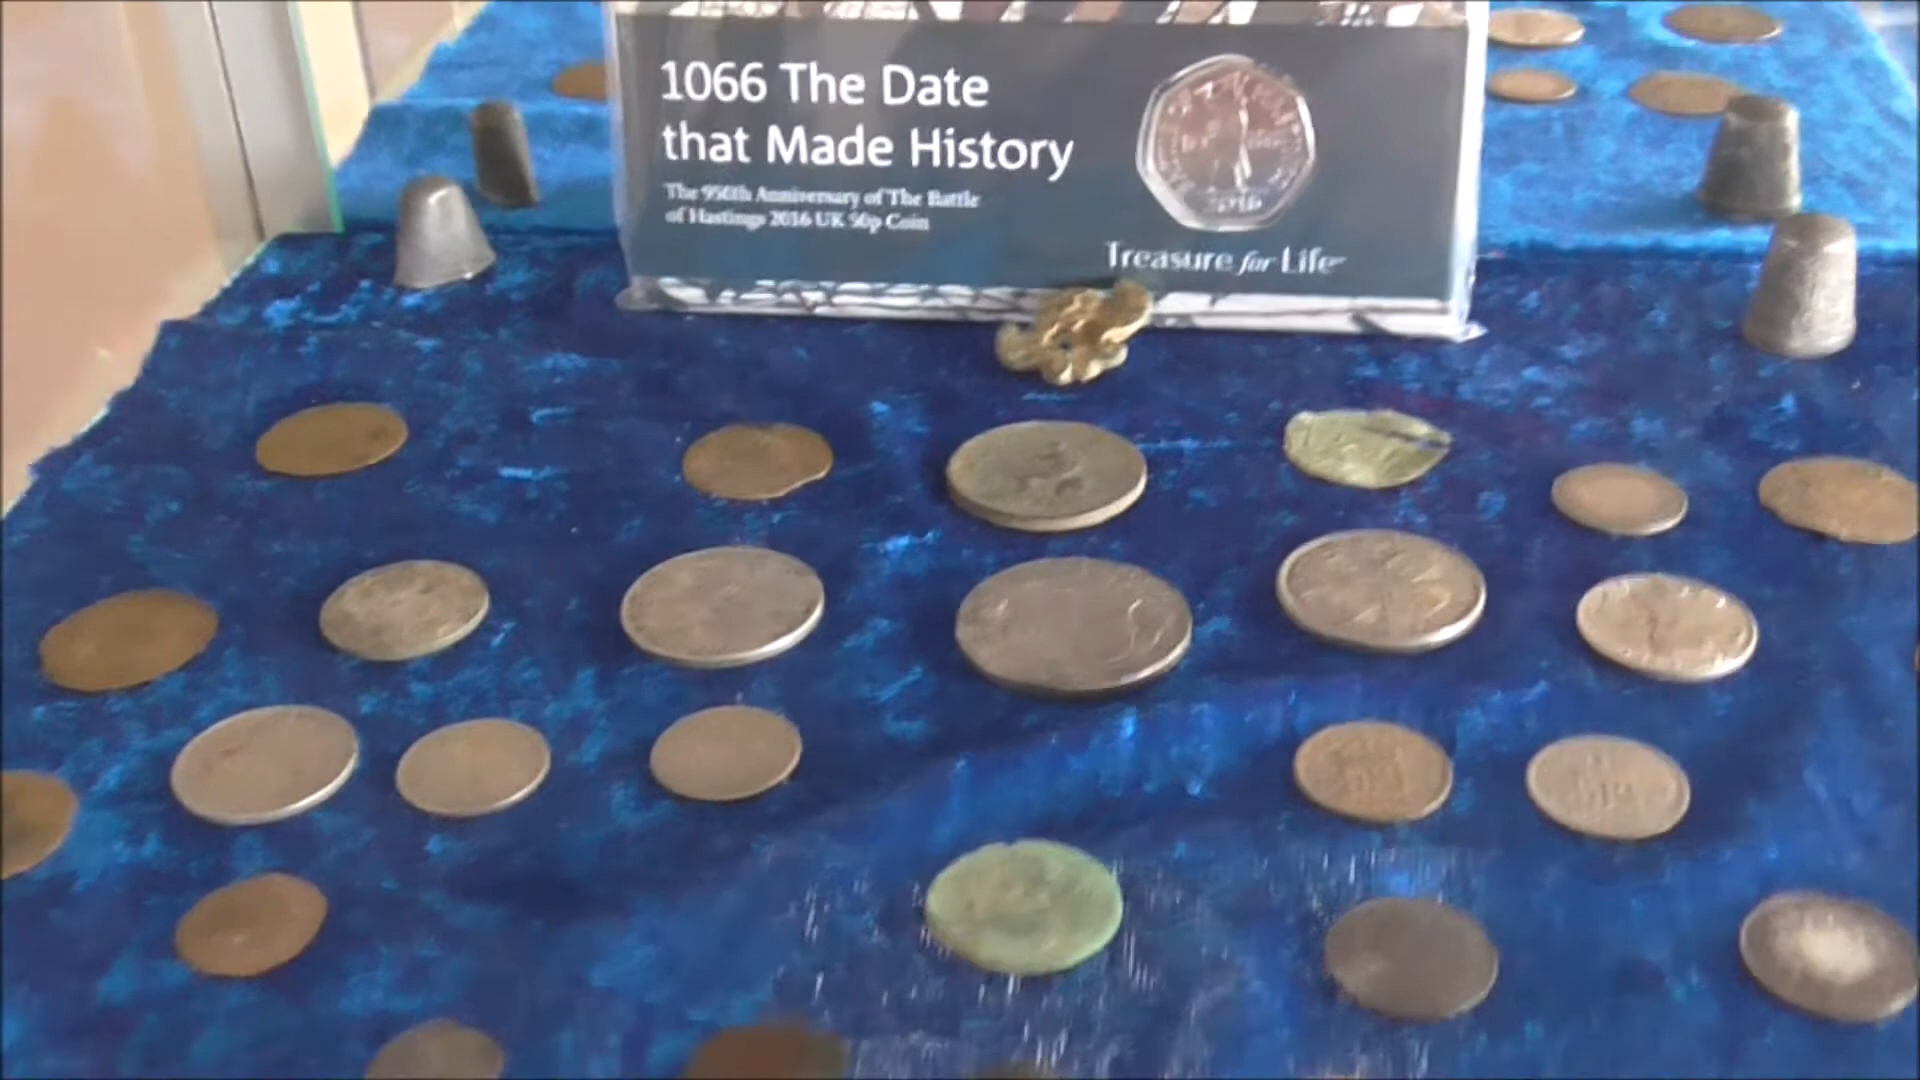 1066 The Date
that Made History
The 950th Anniversary of The Battle
of Hastings 2016 UK 50p Coin
2016
Treasure for Life